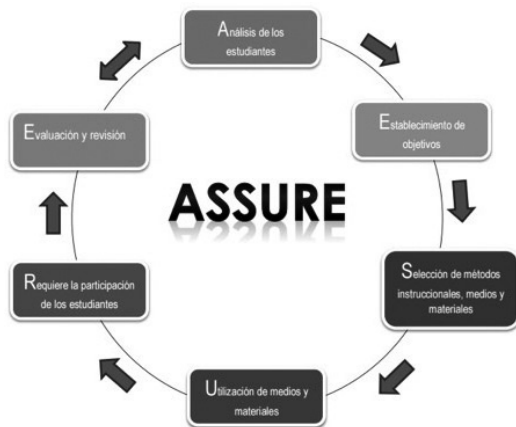 Análisis de los
estudiantes
Establecimiento de
objetivos
Selección de métodos
instruccionales, medios y
materiales
Utilización de medios y
materiales
Requiere la participación
de los estudiantes
Evaluación y revisión
ASSURE